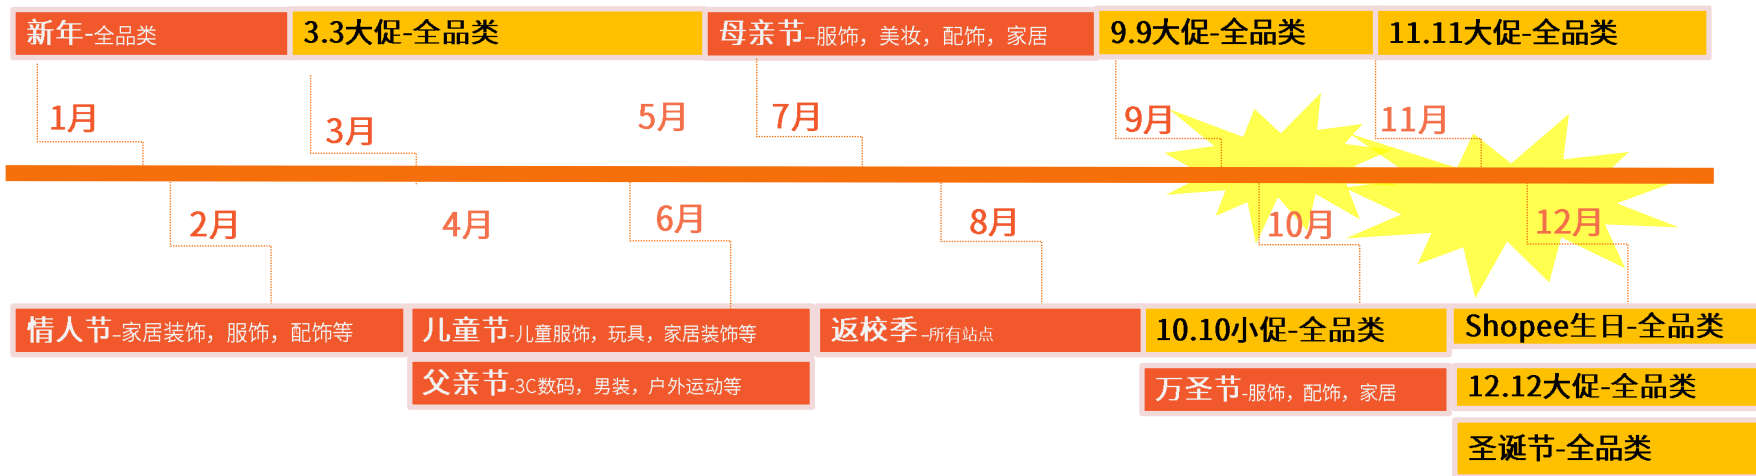 新年-全品类
3.3大促-全品类
母亲节-服饰，美妆，配饰，家居
9.9大促-全品类
11.11大促-全品类
1月
3月
5月
7月
9月
11月
2月
4月
6月
8月
10月
12月
情人节-家居装饰，服饰，配饰等
儿童节-儿童服饰，玩具，家居装饰等
返校季-所有站点
10.10小促-全品类
Shopee生日-全品类
父亲节-3C数码，男装，户外运动等
万圣节-服饰，配饰，家居
12.12大促-全品类
圣诞节-全品类